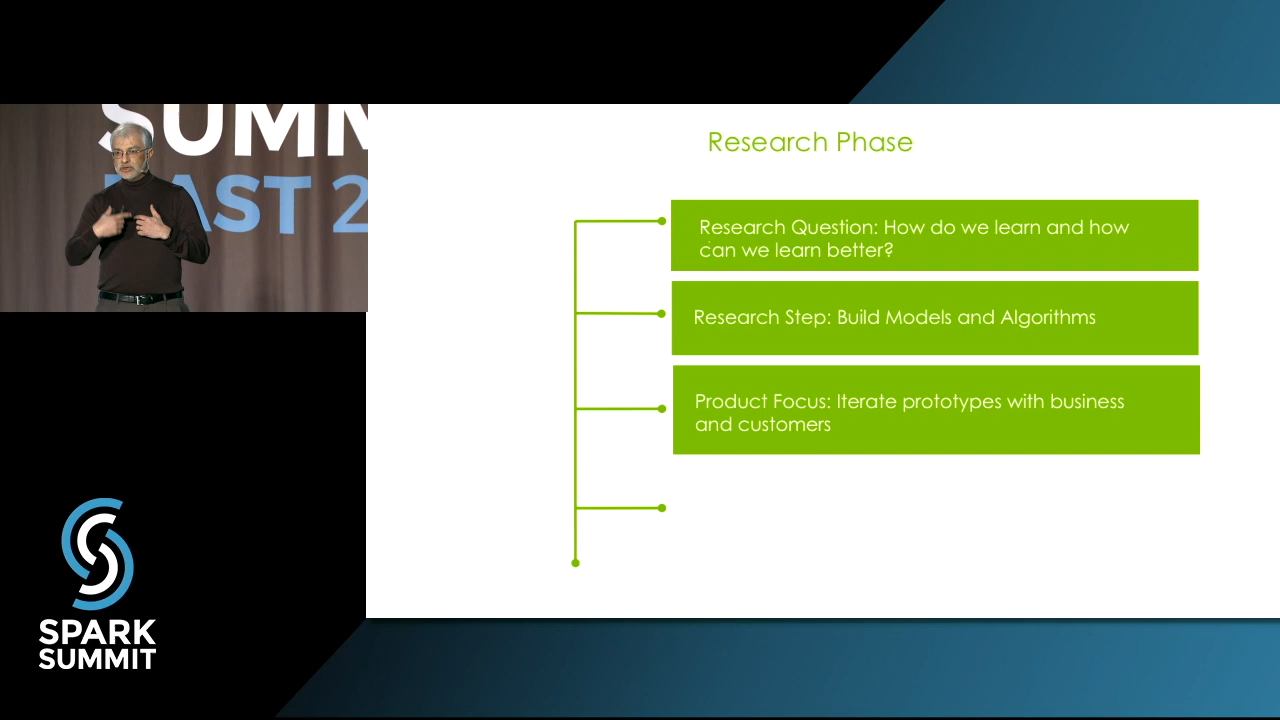 SUMM
EAST 2
Research Phase
Research Question: How do we learn and how
can we learn better?
Research Step: Build Models and Algorithms
Product Focus: Iterate prototypes with business
and customers
SPARK
SUMMIT